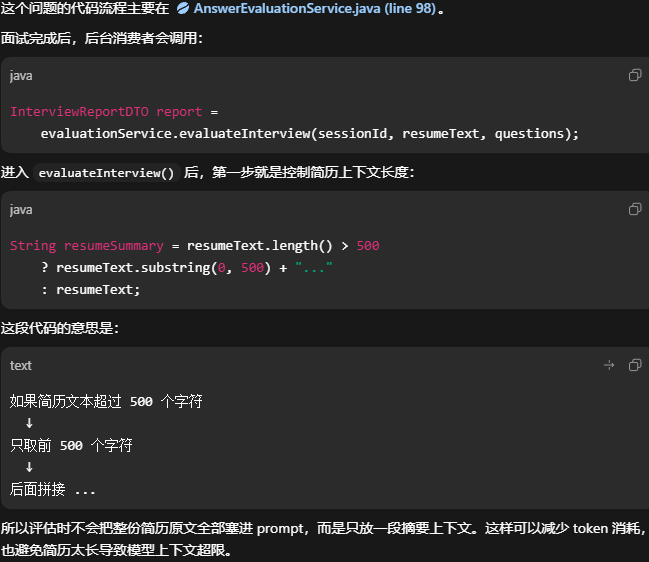 这个问题的代码流程主要在 AnswerEvaluationService.java (line 98)。
面试完成后，后台消费者会调用：
java
InterviewReportDTO report =
    evaluationService.evaluateInterview(sessionId, resumeText, questions);
进入 evaluateInterview() 后，第一步就是控制简历上下文长度：
java
String resumeSummary = resumeText.length() > 500
    ? resumeText.substring(0, 500) + "..."
    : resumeText;
这段代码的意思是：
text
如果简历文本超过 500 个字符
  ↓
只取前 500 个字符
  ↓
后面拼接 ...
所以评估时不会把整份简历原文全部塞进 prompt，而是只放一段摘要上下文。这样可以减少 token 消耗，
也避免简历太长导致模型上下文超限。